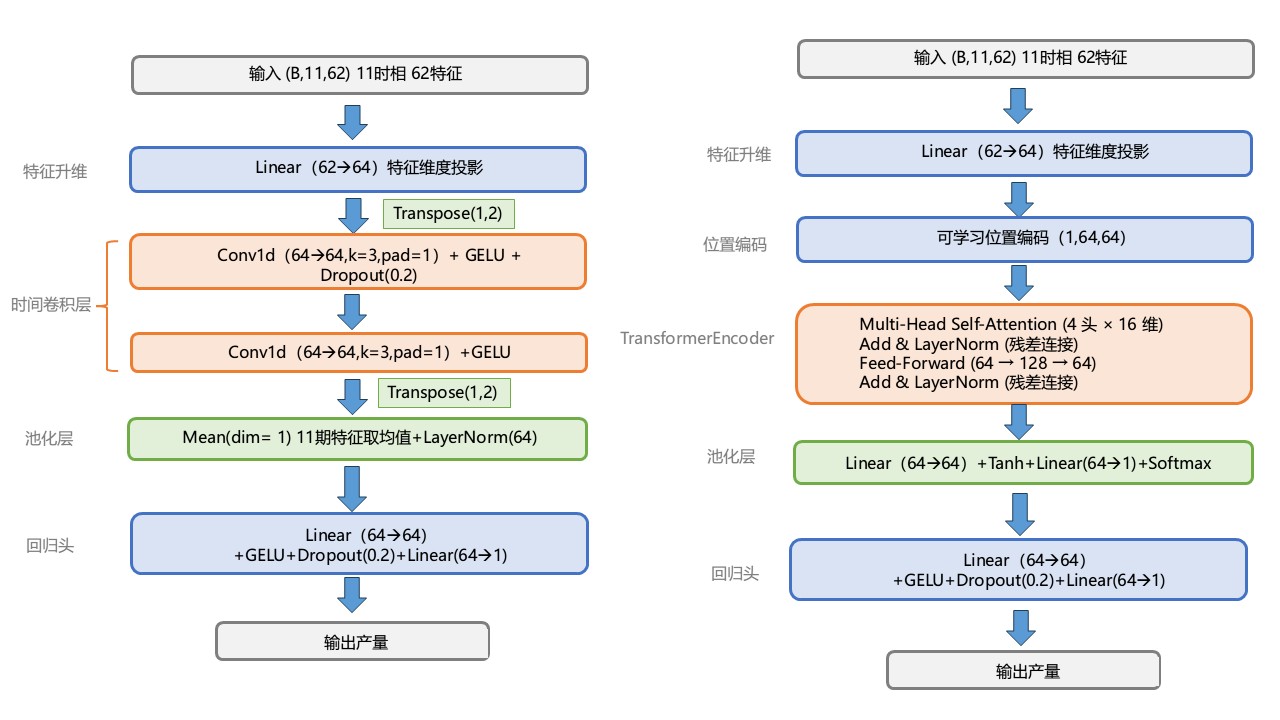 输入 (B,11,62) 11时相 62特征
特征升维
Linear（62→64）特征维度投影
Transpose(1,2)
时间卷积层
Conv1d（64→64,k=3,pad=1）+ GELU +
Dropout(0.2)
Conv1d（64→64,k=3,pad=1）+GELU
Transpose(1,2)
池化层
Mean(dim= 1) 11期特征取均值+LayerNorm(64)
回归头
Linear（64→64）
+GELU+Dropout(0.2)+Linear(64→1)
输出产量
输入 (B,11,62) 11时相 62特征
特征升维
Linear（62→64）特征维度投影
位置编码
可学习位置编码（1,64,64)
TransformerEncoder
Multi-Head Self-Attention (4 头 × 16 维)
Add & LayerNorm (残差连接)
Feed-Forward (64 → 128 → 64)
Add & LayerNorm (残差连接)
池化层
Linear（64→64）+Tanh+Linear(64→1)+Softmax
回归头
Linear（64→64）
+GELU+Dropout(0.2)+Linear(64→1)
输出产量